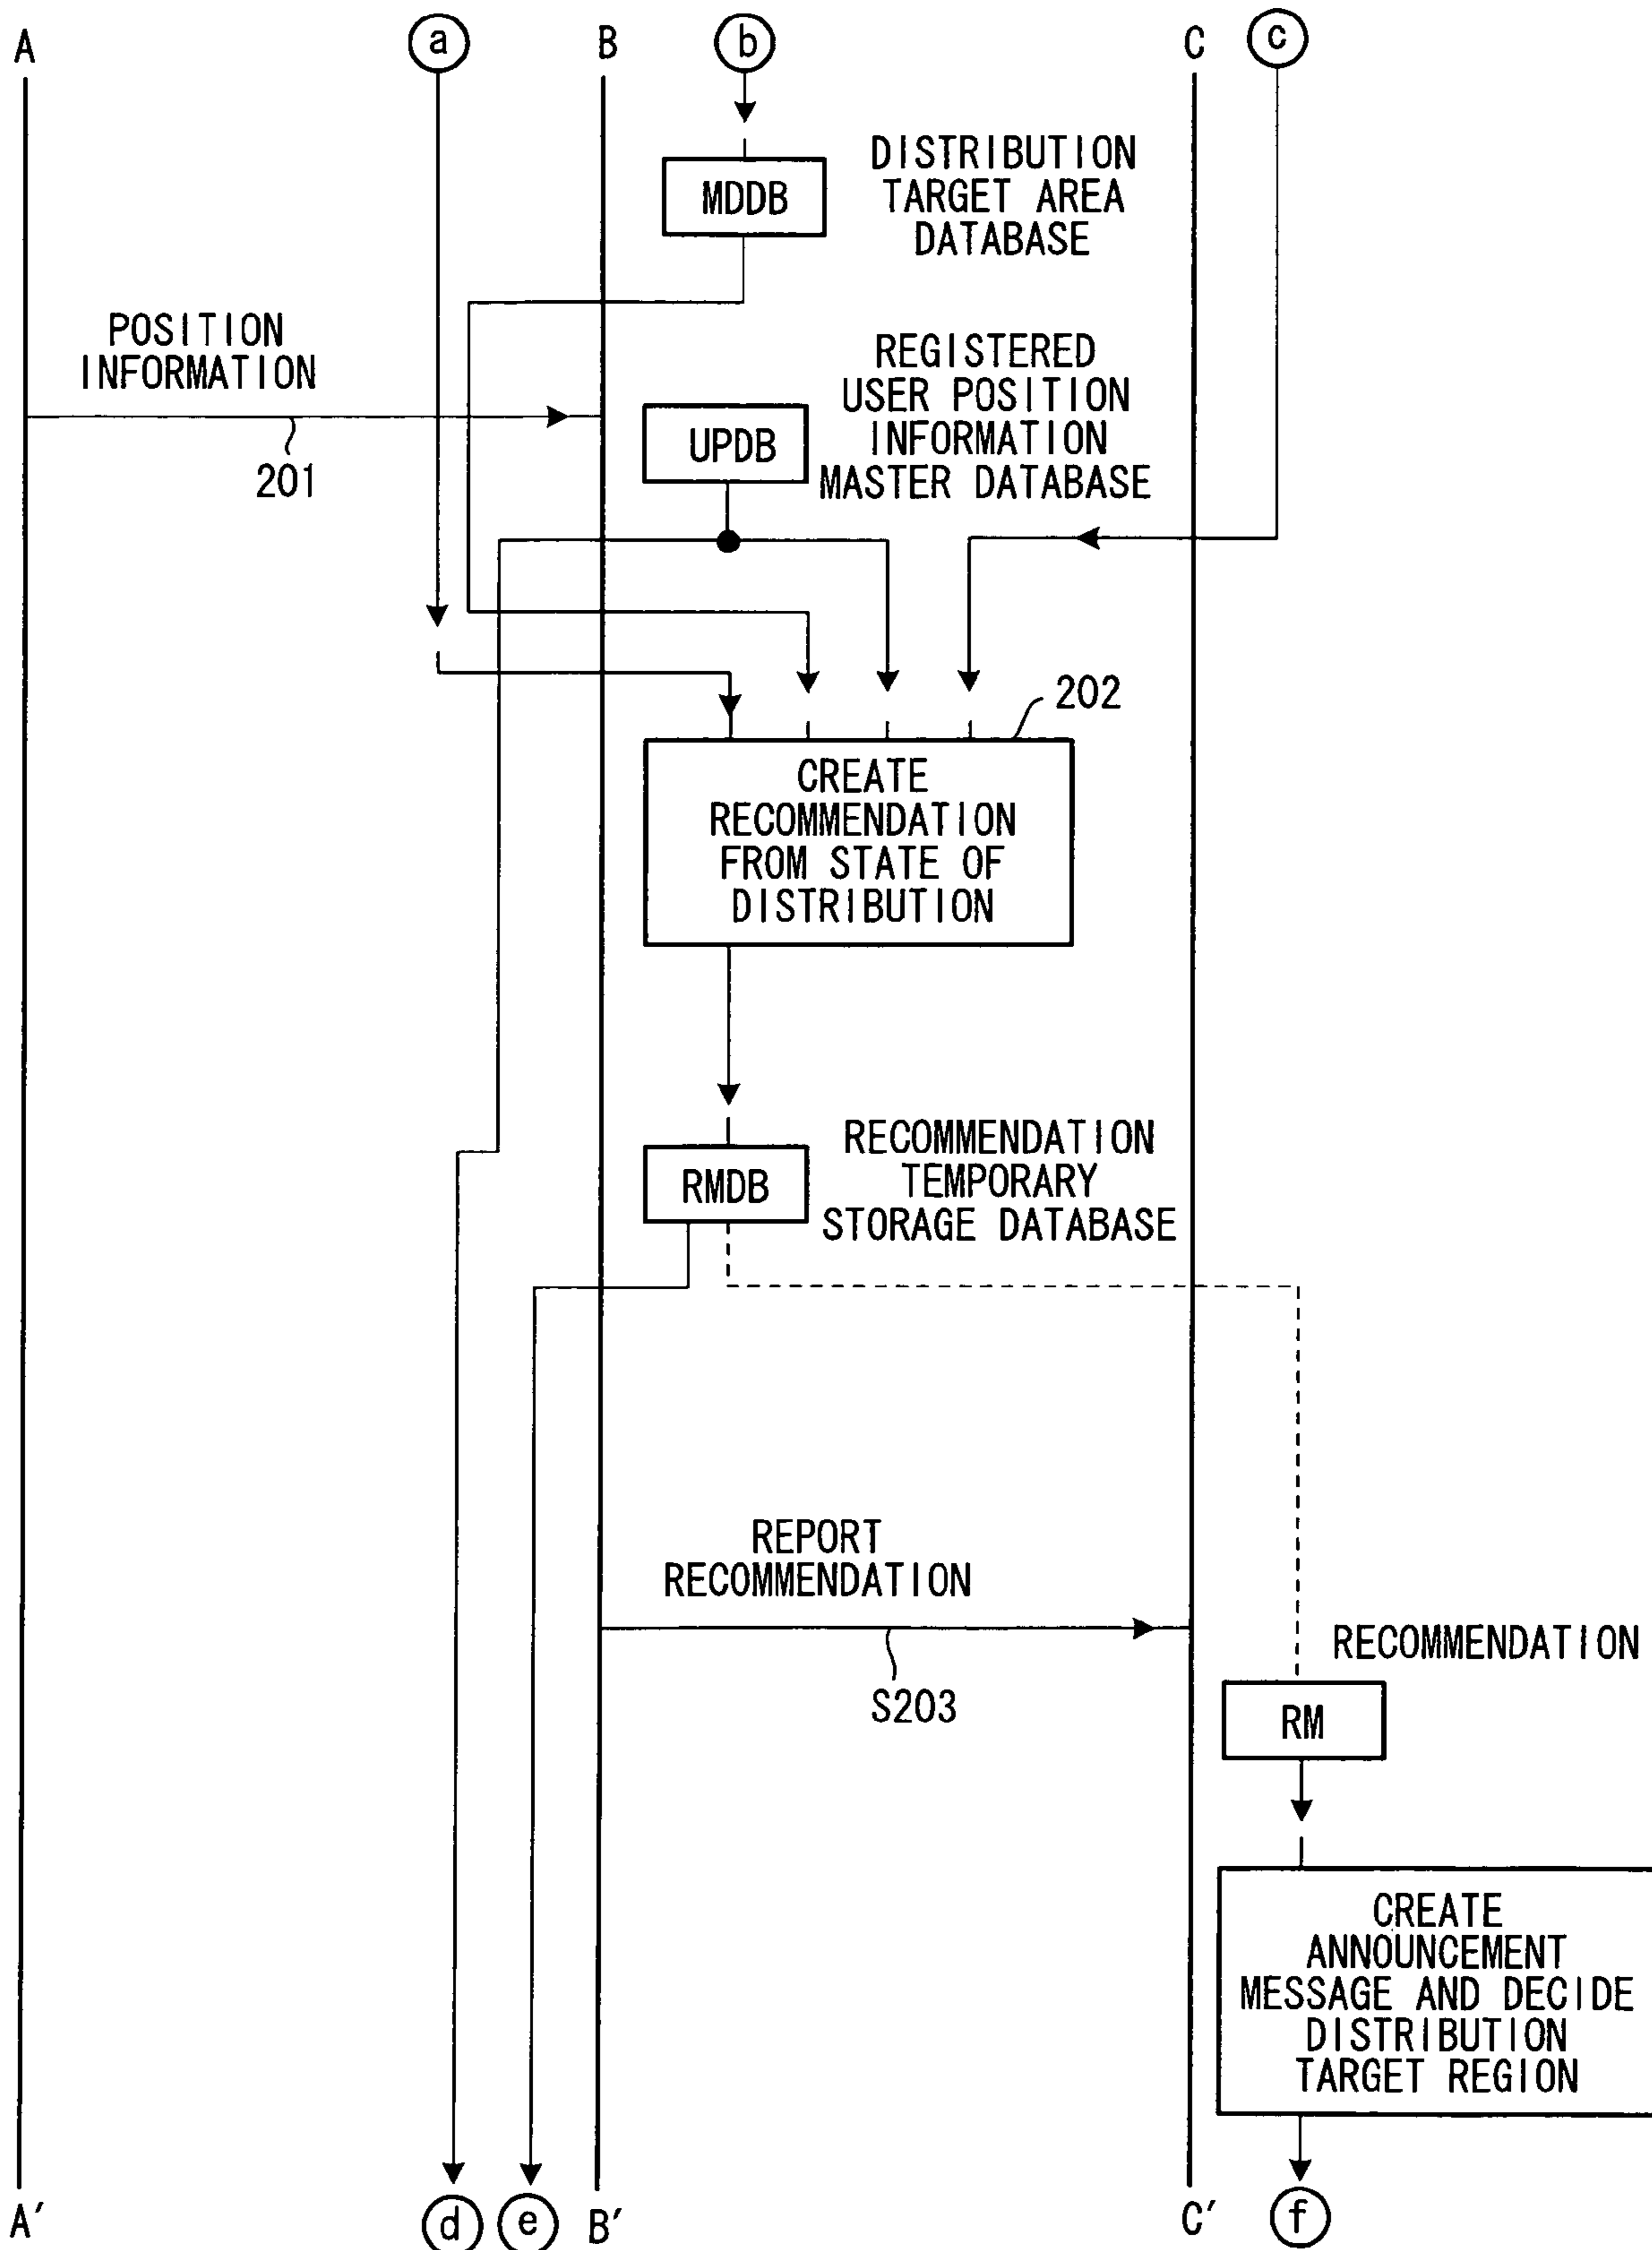 A
a
B
b
C
c
MDDB
DISTRIBUTION
TARGET AREA
DATABASE
POSITION
INFORMATION
201
UPDB
REGISTERED
USER POSITION
INFORMATION
MASTER DATABASE
202
CREATE
RECOMMENDATION
FROM STATE OF
DISTRIBUTION
RMDB
RECOMMENDATION
TEMPORARY
STORAGE DATABASE
REPORT
RECOMMENDATION
S203
RECOMMENDATION
RM
CREATE
ANNOUNCEMENT
MESSAGE AND DECIDE
DISTRIBUTION
TARGET REGION
A'
d
e
B'
C'
f